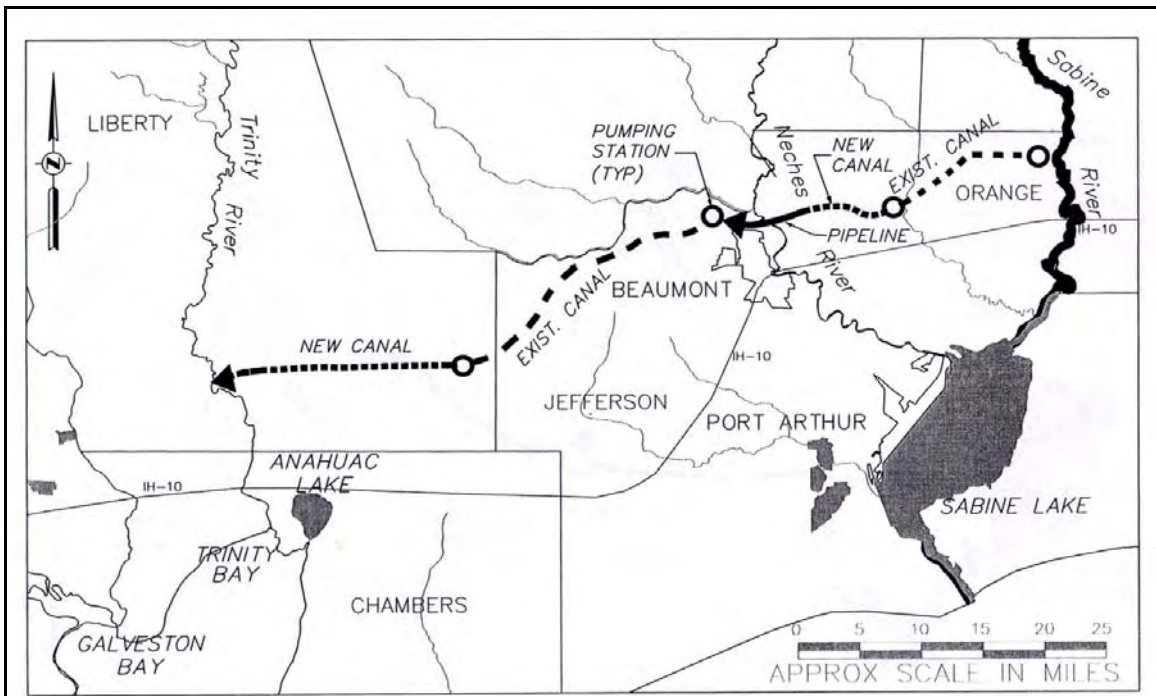 Sabine
River
LIBERTY
Trinity
River
N
PUMPING
STATION
(TYP)
Neches
River
NEW
CANAL
EXIST. CANAL
ORANGE
IH-10
PIPELINE
BEAUMONT
EXIST. CANAL
NEW CANAL
IH-10
JEFFERSON
PORT ARTHUR
ANAHUAC
LAKE
IH-10
SABINE LAKE
TRINITY
BAY
CHAMBERS
GALVESTON
BAY
0 5 10 15 20 25
APPROX SCALE IN MILES